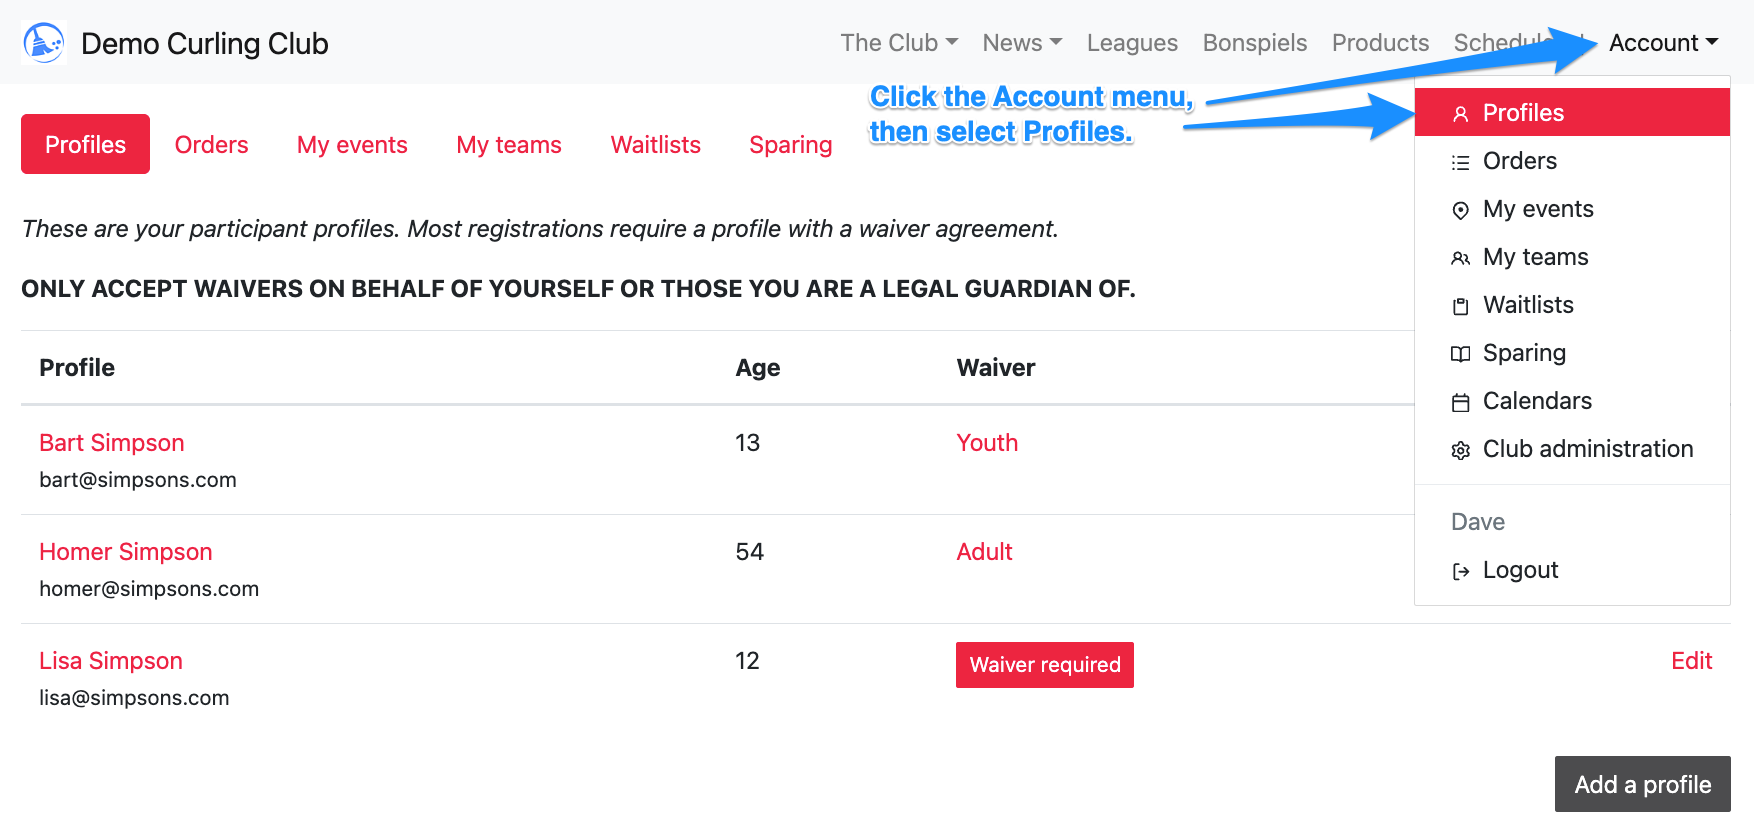 Demo Curling Club
The Club News Leagues Bonspiels Products Account
Click the Account menu,
then select Profiles.
Profiles Orders My events My teams Waitlists Sparing
These are your participant profiles. Most registrations require a profile with a waiver agreement.
ONLY ACCEPT WAIVERS ON BEHALF OF YOURSELF OR THOSE YOU ARE A LEGAL GUARDIAN OF.
Profile Age Waiver
Bart Simpson 13 Youth
bart@simpsons.com
Homer Simpson 54 Adult
homer@simpsons.com
Lisa Simpson 12 Waiver required Edit
lisa@simpsons.com
Add a profile
Profiles
Orders
My events
My teams
Waitlists
Sparing
Calendars
Club administration
Dave
Logout